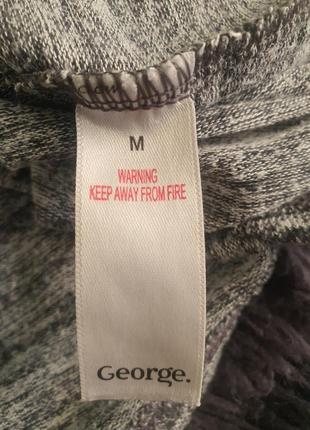 M
WARNING
KEEP AWAY FROM FIRE
George.